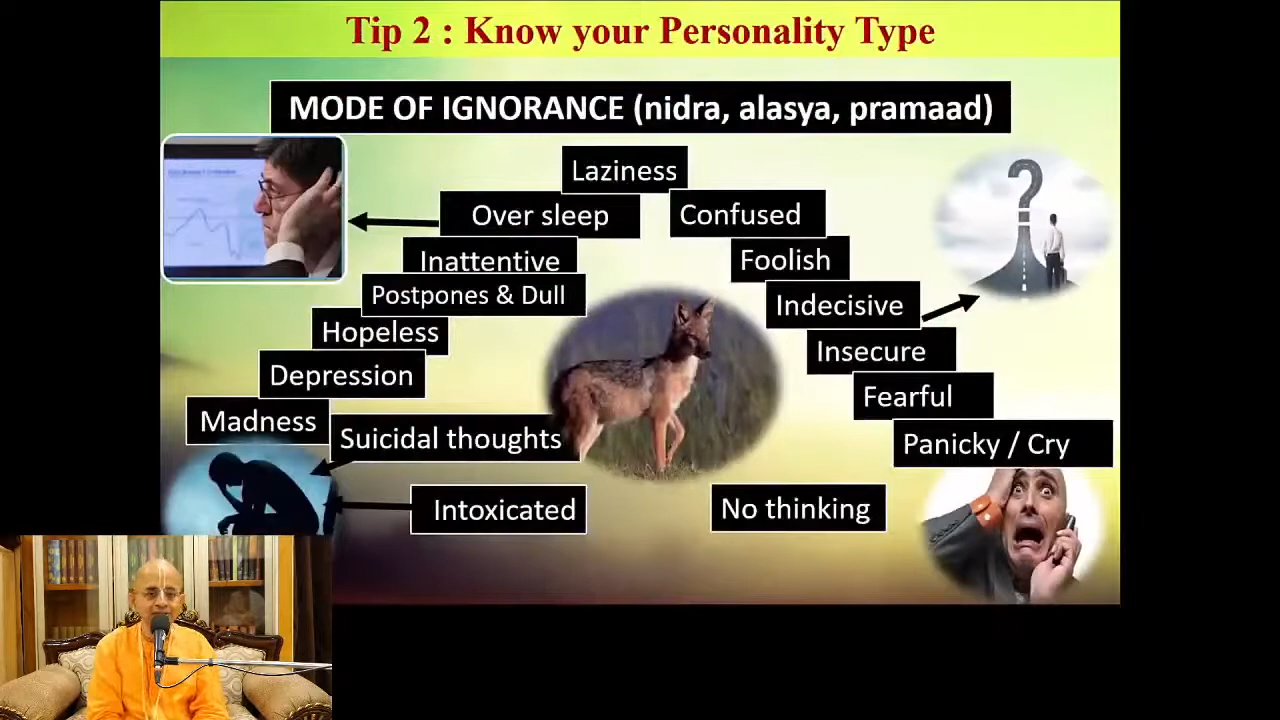 Tip 2 : Know your Personality Type
MODE OF IGNORANCE (nidra, alasya, pramaad)
Laziness
Over sleep
Confused
Inattentive
Foolish
Postpones & Dull
Indecisive
Hopeless
Insecure
Depression
Fearful
Madness
Suicidal thoughts
Panicky / Cry
Intoxicated
No thinking
?